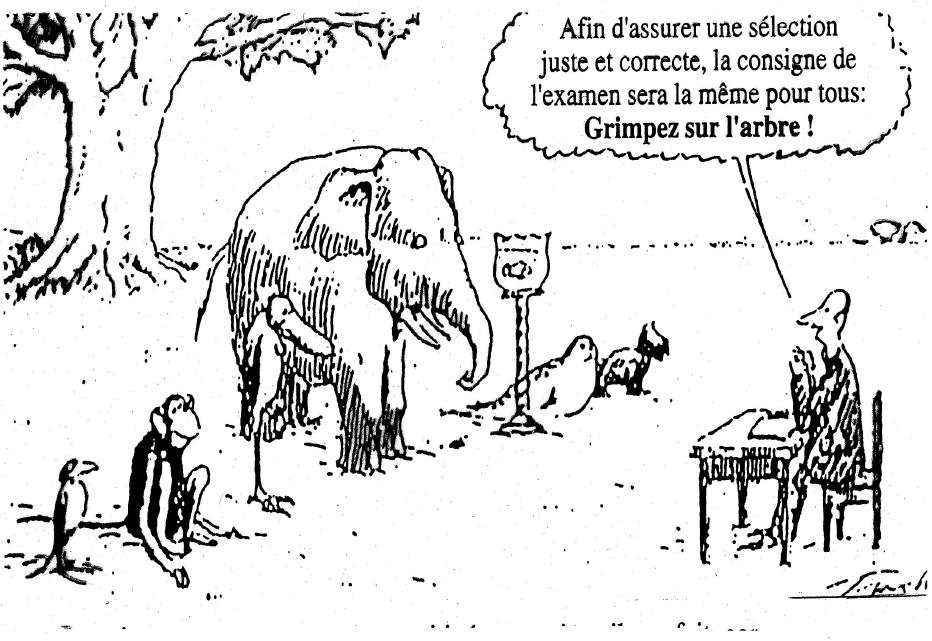 Afin d'assurer une sélection
juste et correcte, la consigne de
l'examen sera la même pour tous:
Grimpez sur l'arbre !